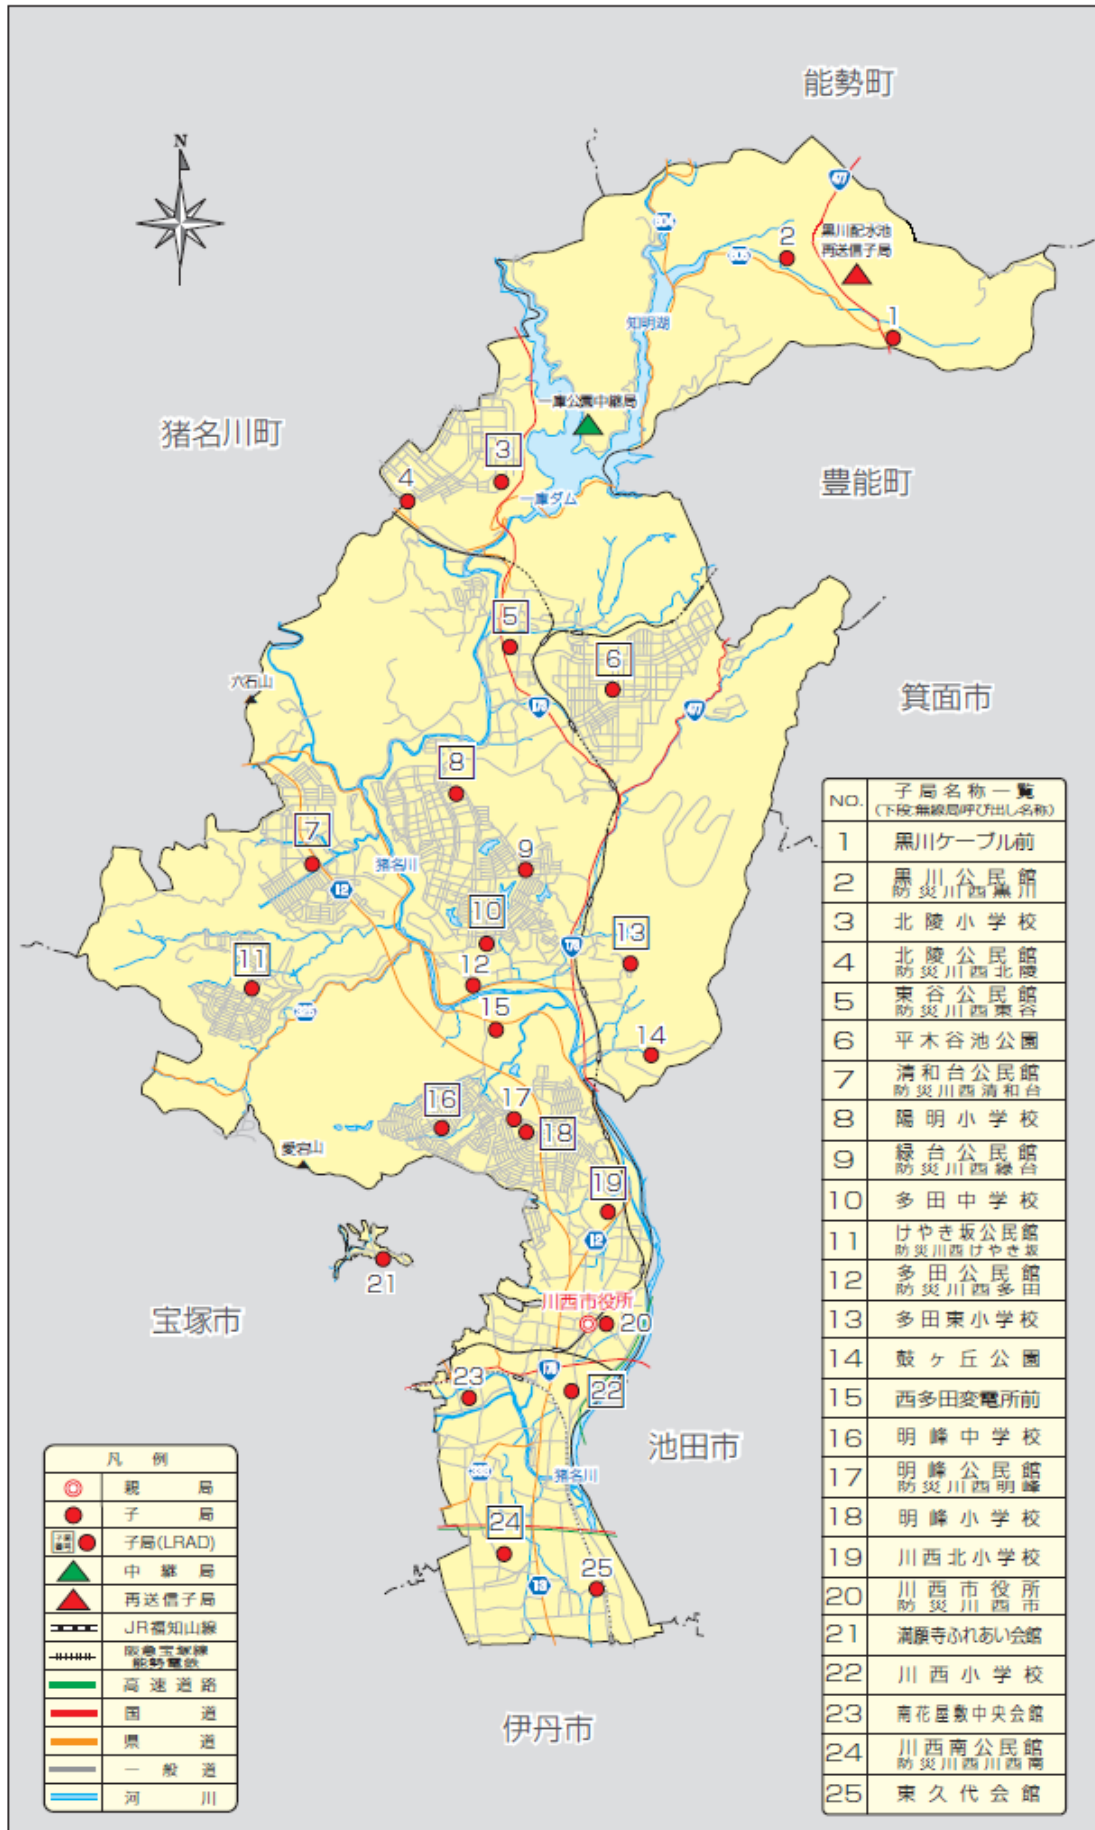 能勢町
N
477
604
黒川配水池
再送信子局
2
605
1
知明湖
一庫公園中継局
猪名川町
3
4
一庫ダム
豊能町
5
6
六石山
173
477
箕面市
8
7
猪名川
9
12
10
173
13
11
12
325
15
14
16
17
18
愛宕山
19
12
21
川西市役所
20
宝塚市
176
23
22
池田市
333
猪名川
24
13
25
伊丹市
NO.
子局名称一覧
(下段:無線局呼び出し名称)
1 黒川ケーブル前
2 黒川公民館
防災川西黒川
3 北陵小学校
4 北陵公民館
防災川西北陵
5 東谷公民館
防災川西東谷
6 平木谷池公園
7 清和台公民館
防災川西清和台
8 陽明小学校
9 緑台公民館
防災川西緑台
10 多田中学校
11 けやき坂公民館
防災川西けやき坂
12 多田公民館
防災川西多田
13 多田東小学校
14 鼓ヶ丘公園
15 西多田変電所前
16 明峰中学校
17 明峰公民館
防災川西明峰
18 明峰小学校
19 川西北小学校
20 川西市役所
防災川西市
21 満願寺ふれあい会館
22 川西小学校
23 南花屋敷中央会館
24 川西南公民館
防災川西川西南
25 東久代会館
凡例
親局
子局
子局番号 子局(LRAD)
中継局
再送信子局
JR福知山線
阪急宝塚線
能勢電鉄
高速道路
国道
県道
一般道
河川